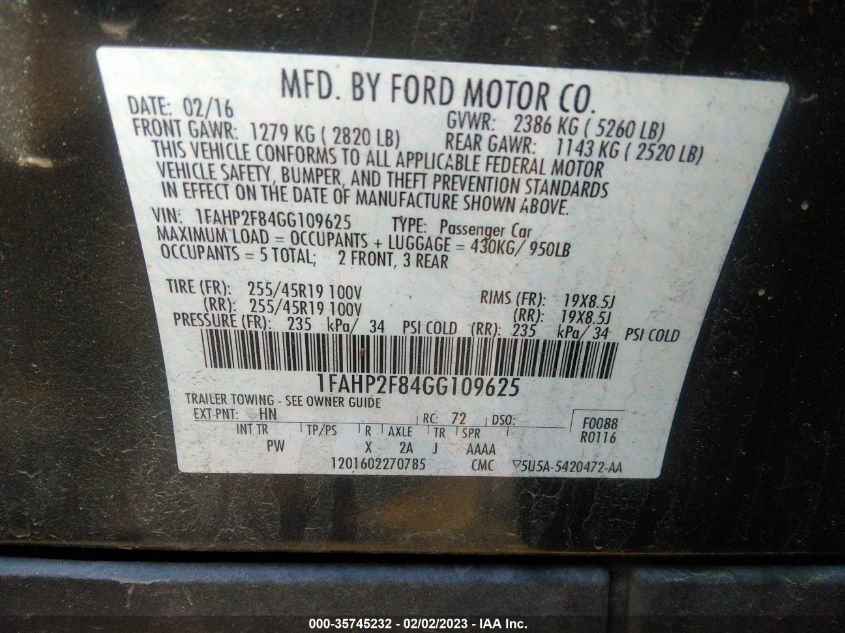 MFD. BY FORD MOTOR CO.
DATE: 02/16 GVWR: 2386 KG ( 5260 LB)
FRONT GAWR: 1279 KG ( 2820 LB) REAR GAWR: 1143 KG ( 2520 LB)
THIS VEHICLE CONFORMS TO ALL APPLICABLE FEDERAL MOTOR
VEHICLE SAFETY, BUMPER, AND THEFT PREVENTION STANDARDS
IN EFFECT ON THE DATE OF MANUFACTURE SHOWN ABOVE.
VIN: 1FAHP2F84GG109625 TYPE: Passenger Car
MAXIMUM LOAD = OCCUPANTS + LUGGAGE = 430KG/ 950LB
OCCUPANTS = 5 TOTAL; 2 FRONT, 3 REAR
TIRE (FR): 255/45R19 100V RIMS (FR): 19X8.5J
(RR): 255/45R19 100V (RR): 19X8.5J
PRESSURE (FR): 235 kPa/ 34 PSI COLD (RR): 235 kPa/ 34 PSI COLD
1FAHP2F84GG109625
TRAILER TOWING - SEE OWNER GUIDE
EXT PNT: HN RC: 72 DSO: F0088
INT TR TP/PS R AXLE TR SPR R0116
PW X 2A J AAAA
1201602270785 CMC ▽5U5A-5420472-AA
000-35745232 - 02/02/2023 - IAA Inc.